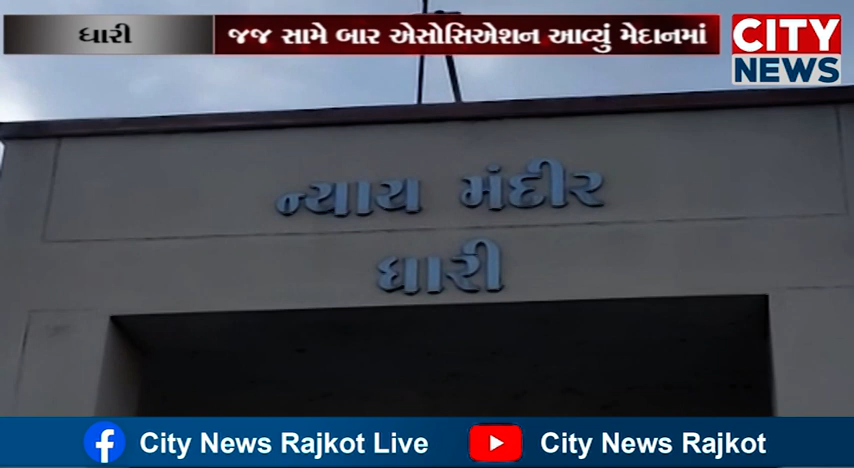 ધારી
જજ સામે બાર એસોસિએશન આવ્યું મેદાનમાં
CITY
NEWS
ન્યાય મંદીર
ધારી
City News Rajkot Live
City News Rajkot